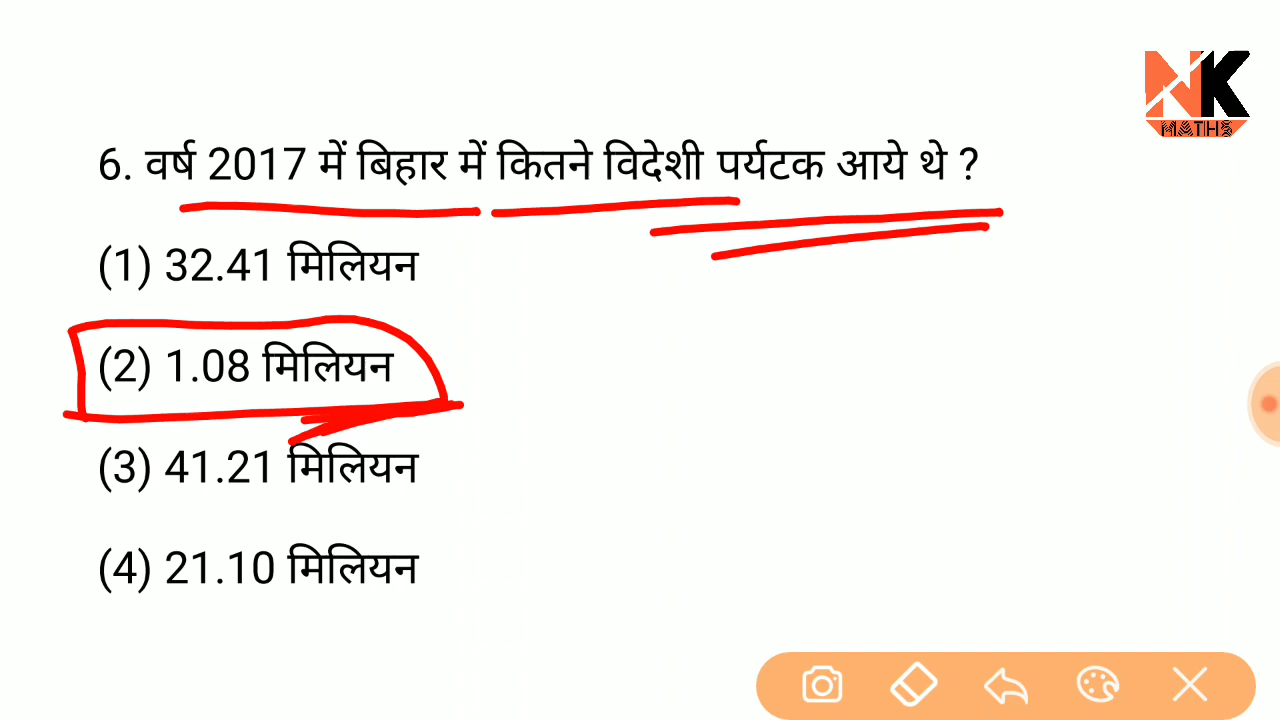 NK
MATHS
6. वर्ष 2017 में बिहार में कितने विदेशी पर्यटक आये थे ?
(1) 32.41 मिलियन
(2) 1.08 मिलियन
(3) 41.21 मिलियन
(4) 21.10 मिलियन